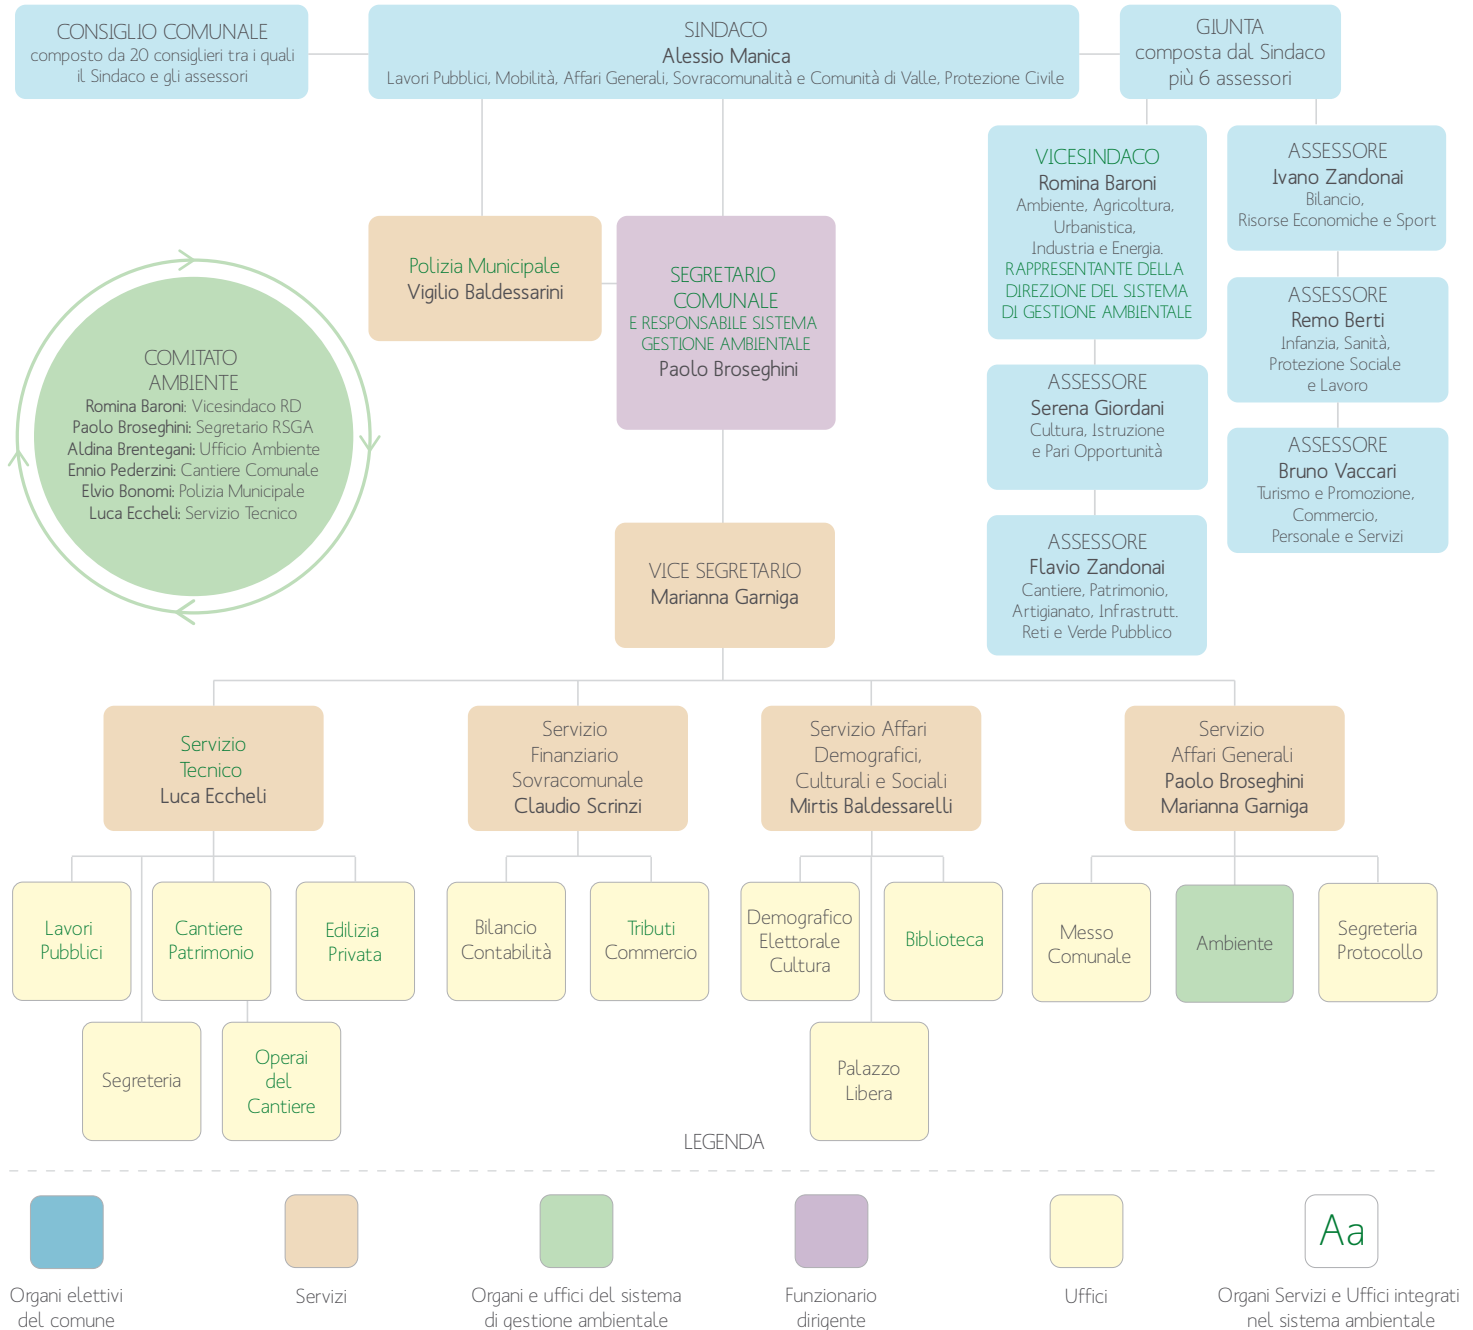 CONSIGLIO COMUNALE
composto da 20 consiglieri tra i quali
il Sindaco e gli assessori
SINDACO
Alessio Manica
Lavori Pubblici, Mobilità, Affari Generali, Sovracomunalità e Comunità di Valle, Protezione Civile
GIUNTA
composta dal Sindaco
più 6 assessori
VICESINDACO
Romina Baroni
Ambiente, Agricoltura,
Urbanistica,
Industria e Energia.
RAPPRESENTANTE DELLA
DIREZIONE DEL SISTEMA
DI GESTIONE AMBIENTALE
ASSESSORE
Ivano Zandonai
Bilancio,
Risorse Economiche e Sport
Polizia Municipale
Vigilio Baldessarini
SEGRETARIO
COMUNALE
E RESPONSABILE SISTEMA
GESTIONE AMBIENTALE
Paolo Broseghini
ASSESSORE
Remo Berti
Infanzia, Sanità,
Protezione Sociale
e Lavoro
COMITATO
AMBIENTE
Romina Baroni: Vicesindaco RD
Paolo Broseghini: Segretario RSGA
Aldina Brentegani: Ufficio Ambiente
Ennio Pederzini: Cantiere Comunale
Elvio Bonomi: Polizia Municipale
Luca Eccheli: Servizio Tecnico
ASSESSORE
Serena Giordani
Cultura, Istruzione
e Pari Opportunità
ASSESSORE
Bruno Vaccari
Turismo e Promozione,
Commercio,
Personale e Servizi
ASSESSORE
Flavio Zandonai
Cantiere, Patrimonio,
Artigianato, Infrastrutt.
Reti e Verde Pubblico
VICE SEGRETARIO
Marianna Garniga
Servizio
Tecnico
Luca Eccheli
Servizio
Finanziario
Sovracomunale
Claudio Scrinzi
Servizio Affari
Demografici,
Culturali e Sociali
Mirtis Baldessarelli
Servizio
Affari Generali
Paolo Broseghini
Marianna Garniga
Lavori
Pubblici
Cantiere
Patrimonio
Edilizia
Privata
Bilancio
Contabilità
Tributi
Commercio
Demografico
Elettorale
Cultura
Biblioteca
Messo
Comunale
Ambiente
Segreteria
Protocollo
Segreteria
Operai
del
Cantiere
Palazzo
Libera
LEGENDA
Aa
Organi elettivi
del comune
Servizi
Organi e uffici del sistema
di gestione ambientale
Funzionario
dirigente
Uffici
Organi Servizi e Uffici integrati
nel sistema ambientale